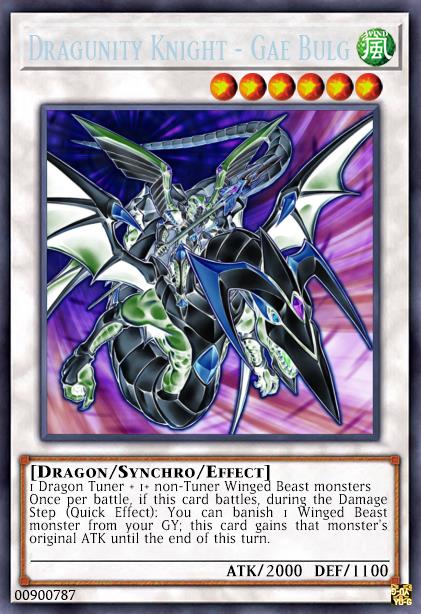 Dragunity Knight - Gae Bulg
WIND
風
[Dragon/Synchro/Effect]
1 Dragon Tuner + 1+ non-Tuner Winged Beast monsters
Once per battle, if this card battles, during the Damage
Step (Quick Effect): You can banish 1 Winged Beast
monster from your GY; this card gains that monster's
original ATK until the end of this turn.
ATK/2000 DEF/1100
00900787